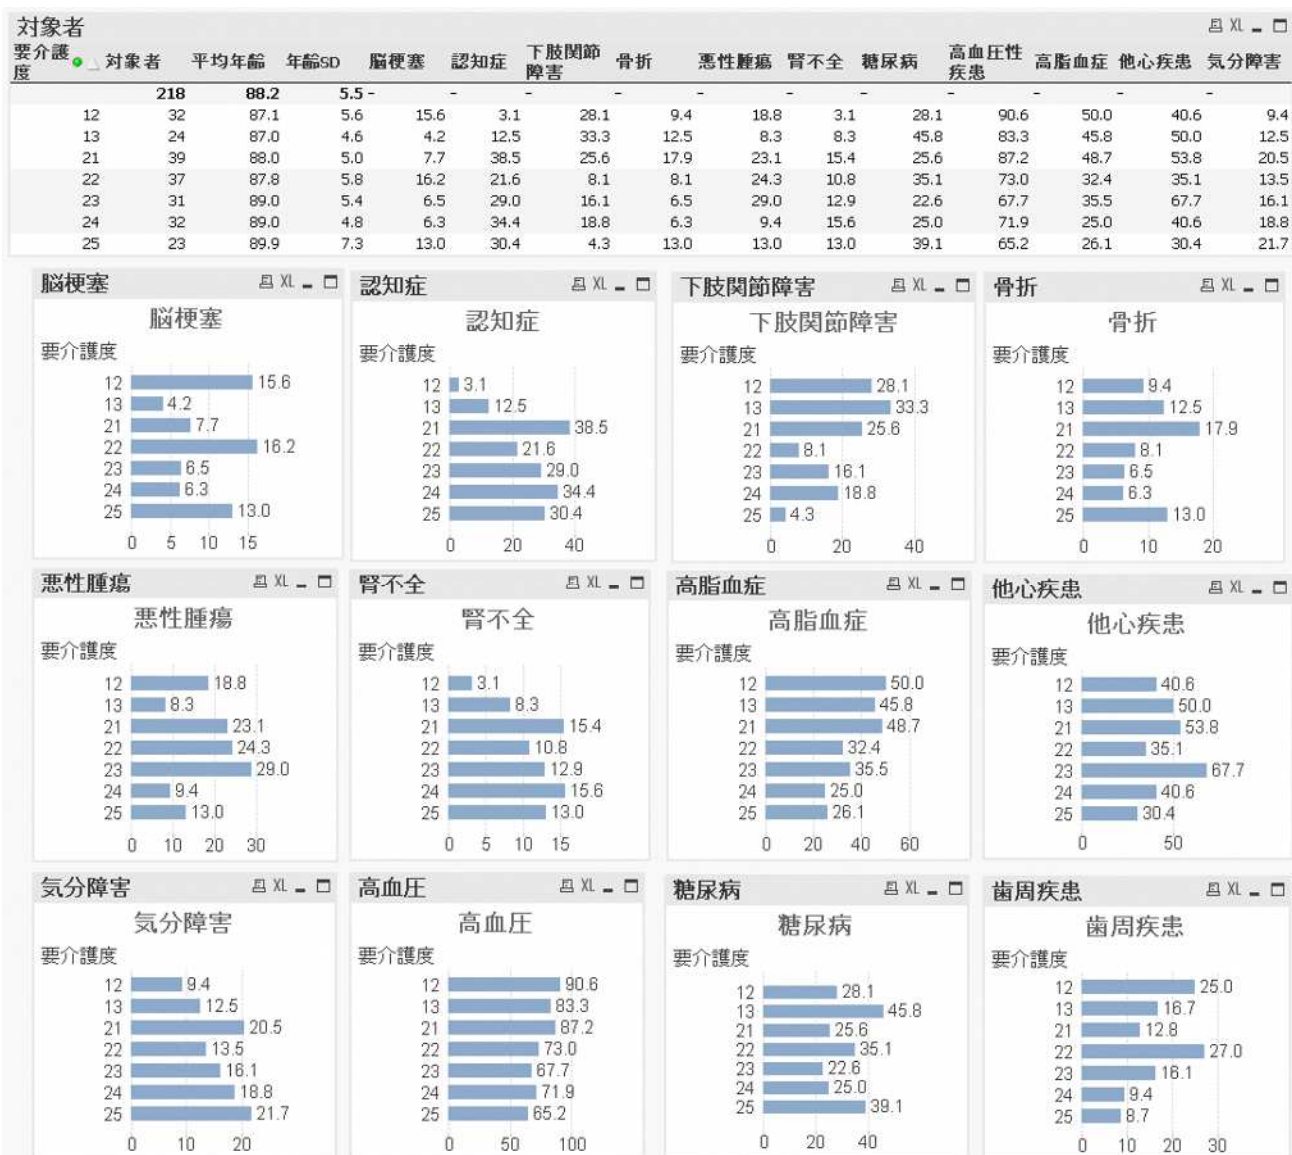 対象者 XL
要介護度 対象者 平均年齢 年齢SD 脳梗塞 認知症 下肢関節障害 骨折 悪性腫瘍 腎不全 糖尿病 高血圧性疾患 高脂血症 他心疾患 気分障害
218 88.2 5.5 - - - - - - - - - - -
12 32 87.1 5.6 15.6 3.1 28.1 9.4 18.8 3.1 28.1 90.6 50.0 40.6 9.4
13 24 87.0 4.6 4.2 12.5 33.3 12.5 8.3 8.3 45.8 83.3 45.8 50.0 12.5
21 39 88.0 5.0 7.7 38.5 25.6 17.9 23.1 15.4 25.6 87.2 48.7 53.8 20.5
22 37 87.8 5.8 16.2 21.6 8.1 8.1 24.3 10.8 35.1 73.0 32.4 35.1 13.5
23 31 89.0 5.4 6.5 29.0 16.1 6.5 29.0 12.9 22.6 67.7 35.5 67.7 16.1
24 32 89.0 4.8 6.3 34.4 18.8 6.3 9.4 15.6 25.0 71.9 25.0 40.6 18.8
25 23 89.9 7.3 13.0 30.4 4.3 13.0 13.0 13.0 39.1 65.2 26.1 30.4 21.7
脳梗塞 XL
脳梗塞
要介護度
12 15.6
13 4.2
21 7.7
22 16.2
23 6.5
24 6.3
25 13.0
0 5 10 15
認知症 XL
認知症
要介護度
12 3.1
13 12.5
21 38.5
22 21.6
23 29.0
24 34.4
25 30.4
0 20 40
下肢関節障害 XL
下肢関節障害
要介護度
12 28.1
13 33.3
21 25.6
22 8.1
23 16.1
24 18.8
25 4.3
0 20 40
骨折 XL
骨折
要介護度
12 9.4
13 12.5
21 17.9
22 8.1
23 6.5
24 6.3
25 13.0
0 10 20
悪性腫瘍 XL
悪性腫瘍
要介護度
12 18.8
13 8.3
21 23.1
22 24.3
23 29.0
24 9.4
25 13.0
0 10 20 30
腎不全 XL
腎不全
要介護度
12 3.1
13 8.3
21 15.4
22 10.8
23 12.9
24 15.6
25 13.0
0 5 10 15
高脂血症 XL
高脂血症
要介護度
12 50.0
13 45.8
21 48.7
22 32.4
23 35.5
24 25.0
25 26.1
0 20 40 60
他心疾患 XL
他心疾患
要介護度
12 40.6
13 50.0
21 53.8
22 35.1
23 67.7
24 40.6
25 30.4
0 50
気分障害 XL
気分障害
要介護度
12 9.4
13 12.5
21 20.5
22 13.5
23 16.1
24 18.8
25 21.7
0 10 20
高血圧 XL
高血圧
要介護度
12 90.6
13 83.3
21 87.2
22 73.0
23 67.7
24 71.9
25 65.2
0 50 100
糖尿病 XL
糖尿病
要介護度
12 28.1
13 45.8
21 25.6
22 35.1
23 22.6
24 25.0
25 39.1
0 20 40
歯周疾患 XL
歯周疾患
要介護度
12 25.0
13 16.7
21 12.8
22 27.0
23 16.1
24 9.4
25 8.7
0 10 20 30